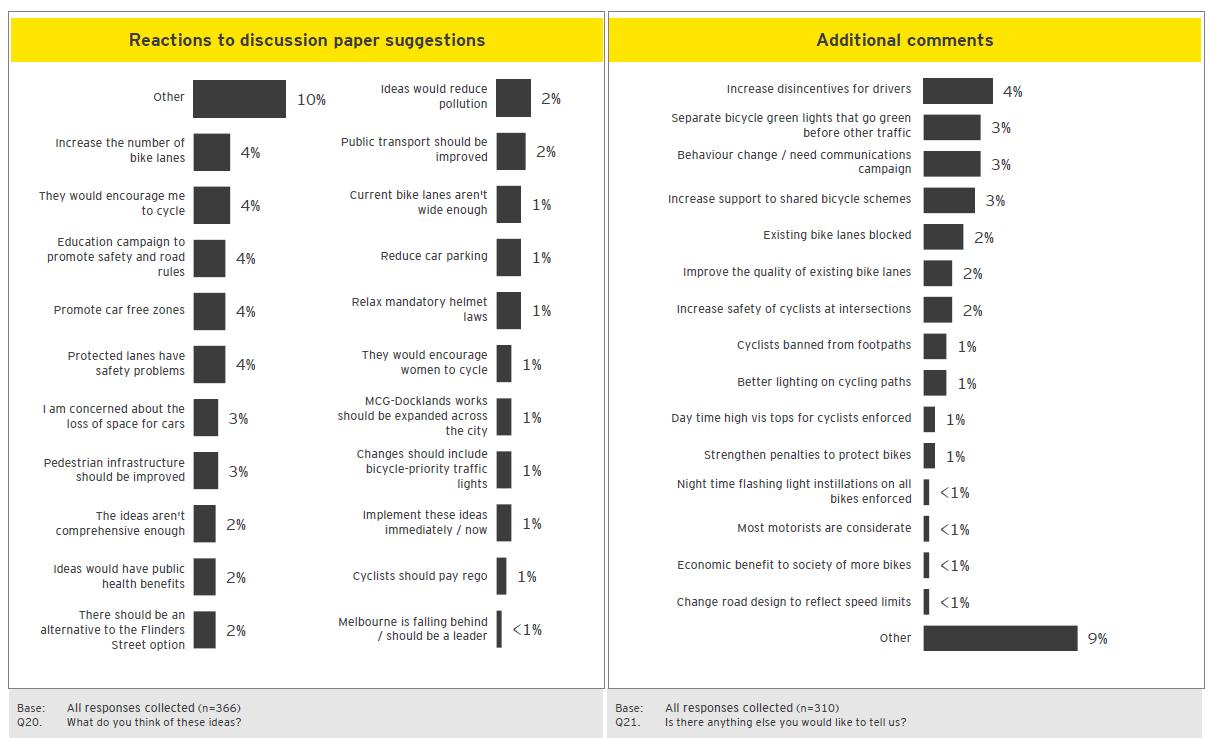 Reactions to discussion paper suggestions
Other
10%
Increase the number of
bike lanes
4%
They would encourage me
to cycle
4%
Education campaign to
promote safety and road
rules
4%
Promote car free zones
4%
Protected lanes have
safety problems
4%
I am concerned about the
loss of space for cars
3%
Pedestrian infrastructure
should be improved
3%
The ideas aren't
comprehensive enough
2%
Ideas would have public
health benefits
2%
There should be an
alternative to the Flinders
Street option
2%
Ideas would reduce
pollution
2%
Public transport should be
improved
2%
Current bike lanes aren't
wide enough
1%
Reduce car parking
1%
Relax mandatory helmet
laws
1%
They would encourage
women to cycle
1%
MCG-Docklands works
should be expanded across
the city
1%
Changes should include
bicycle-priority traffic
lights
1%
Implement these ideas
immediately / now
1%
Cyclists should pay rego
1%
Melbourne is falling behind
/ should be a leader
<1%
Base: All responses collected (n=366)
Q20. What do you think of these ideas?
Additional comments
Increase disincentives for drivers
4%
Separate bicycle green lights that go green
before other traffic
3%
Behaviour change / need communications
campaign
3%
Increase support to shared bicycle schemes
3%
Existing bike lanes blocked
2%
Improve the quality of existing bike lanes
2%
Increase safety of cyclists at intersections
2%
Cyclists banned from footpaths
1%
Better lighting on cycling paths
1%
Day time high vis tops for cyclists enforced
1%
Strengthen penalties to protect bikes
1%
Night time flashing light instillations on all
bikes enforced
<1%
Most motorists are considerate
<1%
Economic benefit to society of more bikes
<1%
Change road design to reflect speed limits
<1%
Other
9%
Base: All responses collected (n=310)
Q21. Is there anything else you would like to tell us?